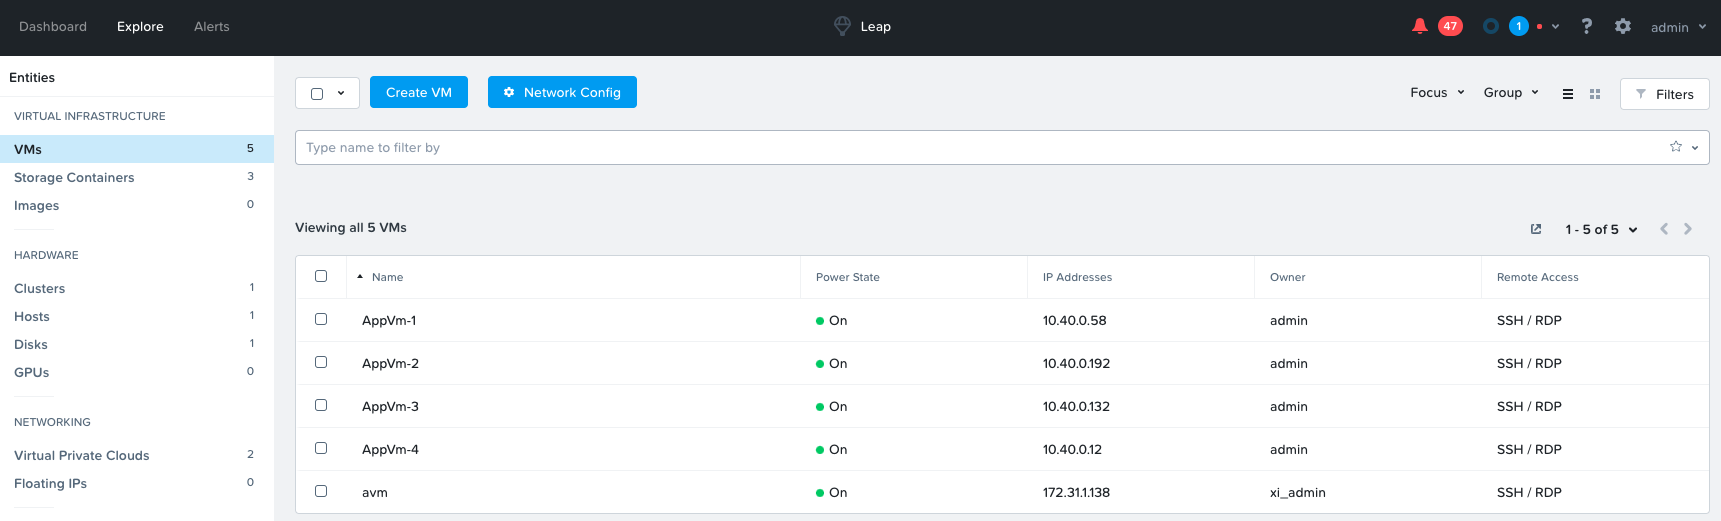 Dashboard Explore Alerts Leap 47 1 ? admin
Entities
VIRTUAL INFRASTRUCTURE
VMs 5
Storage Containers 3
Images 0
HARDWARE
Clusters 1
Hosts 1
Disks 1
GPUs 0
NETWORKING
Virtual Private Clouds 2
Floating IPs 0
Create VM Network Config Focus Group Filters
Type name to filter by
Viewing all 5 VMs 1 - 5 of 5
Name Power State IP Addresses Owner Remote Access
AppVm-1 On 10.40.0.58 admin SSH / RDP
AppVm-2 On 10.40.0.192 admin SSH / RDP
AppVm-3 On 10.40.0.132 admin SSH / RDP
AppVm-4 On 10.40.0.12 admin SSH / RDP
avm On 172.31.1.138 xi_admin SSH / RDP